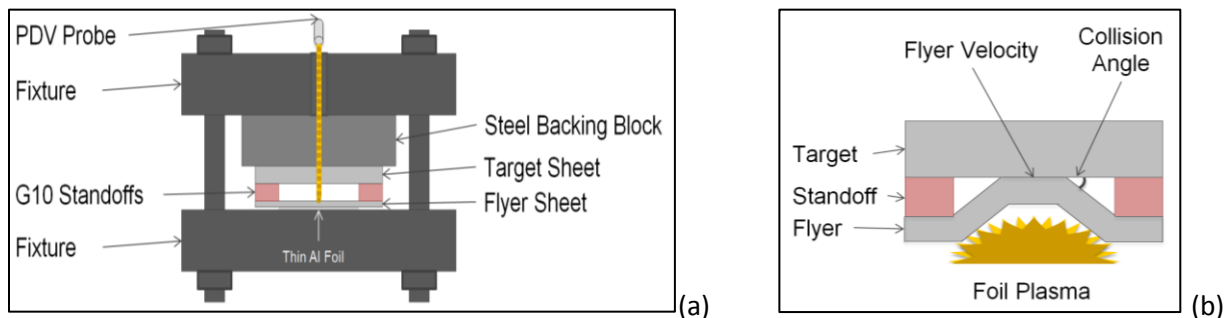 PDV Probe
Fixture
Steel Backing Block
Target Sheet
G10 Standoffs
Flyer Sheet
Fixture
Thin Al Foil
(a)
Flyer Velocity
Collision
Angle
Target
Standoff
Flyer
Foil Plasma
(b)